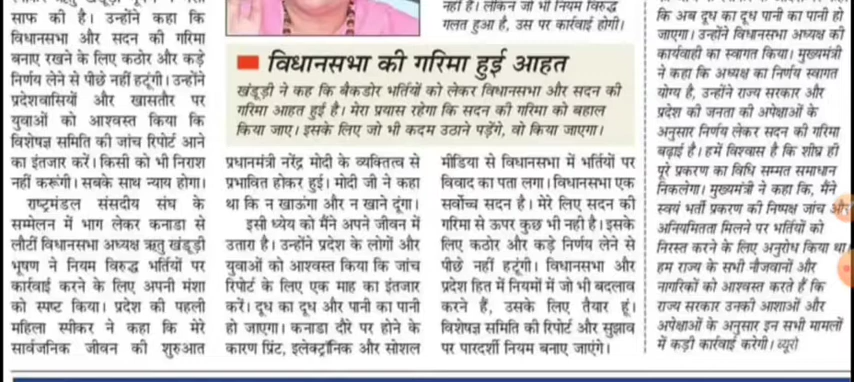 साफ की है। उन्होंने कहा कि
विधानसभा और सदन की गरिमा
बनाए रखने के लिए कठोर और कड़े
निर्णय लेने से पीछे नहीं हटूंगी। उन्होंने
प्रदेशवासियों और खासतौर पर
युवाओं को आश्वस्त किया कि
विशेषज्ञ समिति की जांच रिपोर्ट आने
का इंतजार करें। किसी को भी निराश
नहीं करूंगी। सबके साथ न्याय होगा।
राष्ट्रमंडल संसदीय संघ के
सम्मेलन में भाग लेकर कनाडा से
लौटीं विधानसभा अध्यक्ष ऋतु खंडूड़ी
भूषण ने नियम विरुद्ध भर्तियों पर
कार्रवाई करने के लिए अपनी मंशा
को स्पष्ट किया। प्रदेश की पहली
महिला स्पीकर ने कहा कि मेरे
सार्वजनिक जीवन की शुरुआत
नहीं है। लेकिन जो भी नियम विरुद्ध
गलत हुआ है, उस पर कार्रवाई होगी।
विधानसभा की गरिमा हुई आहत
खंडूड़ी ने कह कि बैकडोर भर्तियों को लेकर विधानसभा और सदन की
गरिमा आहत हुई है। मेरा प्रयास रहेगा कि सदन की गरिमा को बहाल
किया जाए। इसके लिए जो भी कदम उठाने पड़ेंगे, वो किया जाएगा।
प्रधानमंत्री नरेंद्र मोदी के व्यक्तित्व से
प्रभावित होकर हुई। मोदी जी ने कहा
था कि न खाऊंगा और न खाने दूंगा।
इसी ध्येय को मैंने अपने जीवन में
उतारा है। उन्होंने प्रदेश के लोगों और
युवाओं को आश्वस्त किया कि जांच
रिपोर्ट के लिए एक माह का इंतजार
करें। दूध का दूध और पानी का पानी
हो जाएगा। कनाडा दौरे पर होने के
कारण प्रिंट, इलेक्ट्रॉनिक और सोशल
मीडिया से विधानसभा में भर्तियों पर
विवाद का पता लगा। विधानसभा एक
सर्वोच्च सदन है। मेरे लिए सदन की
गरिमा से ऊपर कुछ भी नही है। इसके
लिए कठोर और कड़े निर्णय लेने से
पीछे नहीं हटूंगी। विधानसभा और
प्रदेश हित में नियमों में जो भी बदलाव
करने हैं, उसके लिए तैयार हूं।
विशेषज्ञ समिति की रिपोर्ट और सुझाव
पर पारदर्शी नियम बनाए जाएंगे।
कि अब दूध का दूध पानी का पानी हो
जाएगा। उन्होंने विधानसभा अध्यक्ष की
कार्यवाही का स्वागत किया। मुख्यमंत्री
ने कहा कि अध्यक्ष का निर्णय स्वागत
योग्य है, उन्होंने राज्य सरकार और
प्रदेश की जनता की अपेक्षाओं के
अनुसार निर्णय लेकर सदन की गरिमा
बढ़ाई है। हमें विश्वास है कि शीघ्र ही
पूरे प्रकरण का विधि सम्मत समाधान
निकलेगा। मुख्यमंत्री ने कहा कि, मैंने
स्वयं भर्ती प्रकरण की निष्पक्ष जांच और
अनियमितता मिलने पर भर्तियों को
निरस्त करने के लिए अनुरोध किया था
हम राज्य के सभी नौजवानों और
नागरिकों को आश्वस्त करते हैं कि
राज्य सरकार उनकी आशाओं और
अपेक्षाओं के अनुसार इन सभी मामलों
में कड़ी कार्रवाई करेगी। ब्यूरो